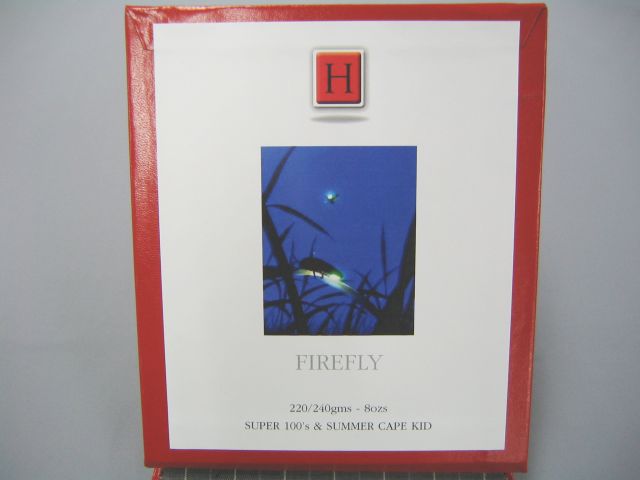 H
FIREFLY
220/240gms - 8ozs
SUPER 100's & SUMMER CAPE KID